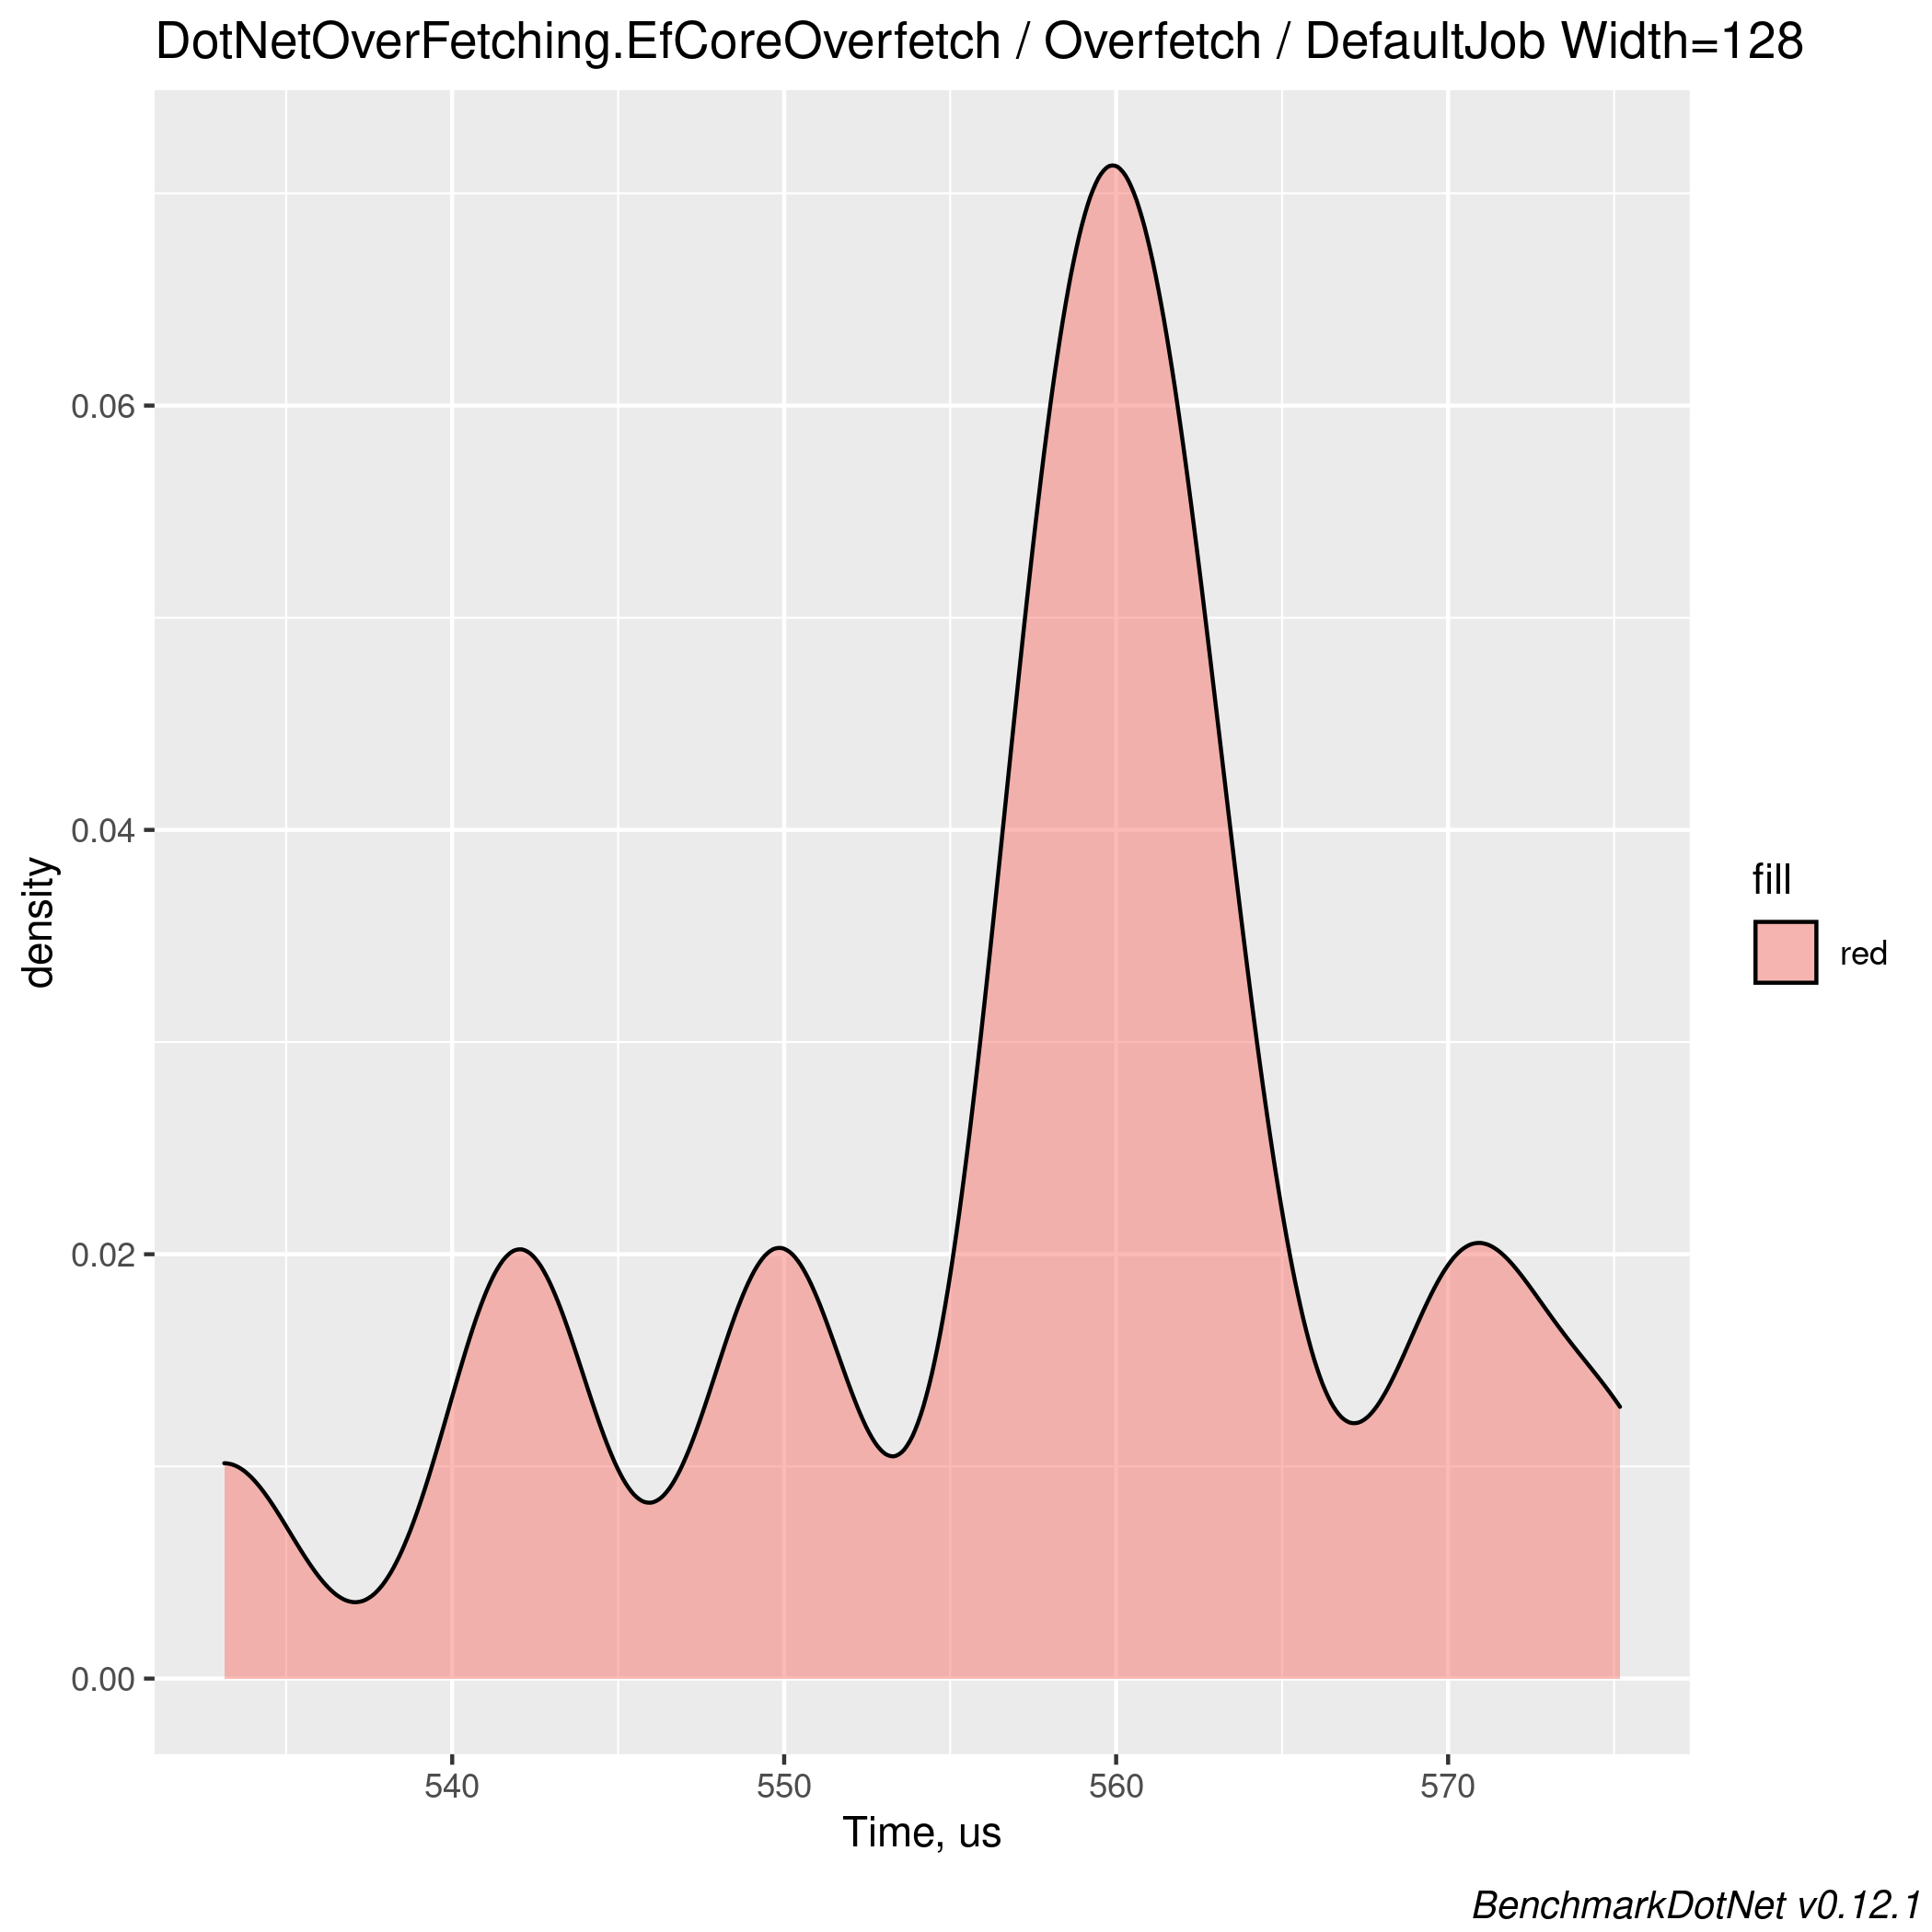 DotNetOverFetching.EfCoreOverfetch / Overfetch / DefaultJob Width=128
density
0.06
0.04
0.02
0.00
540 550 560 570
Time, us
fill
red
BenchmarkDotNet v0.12.1